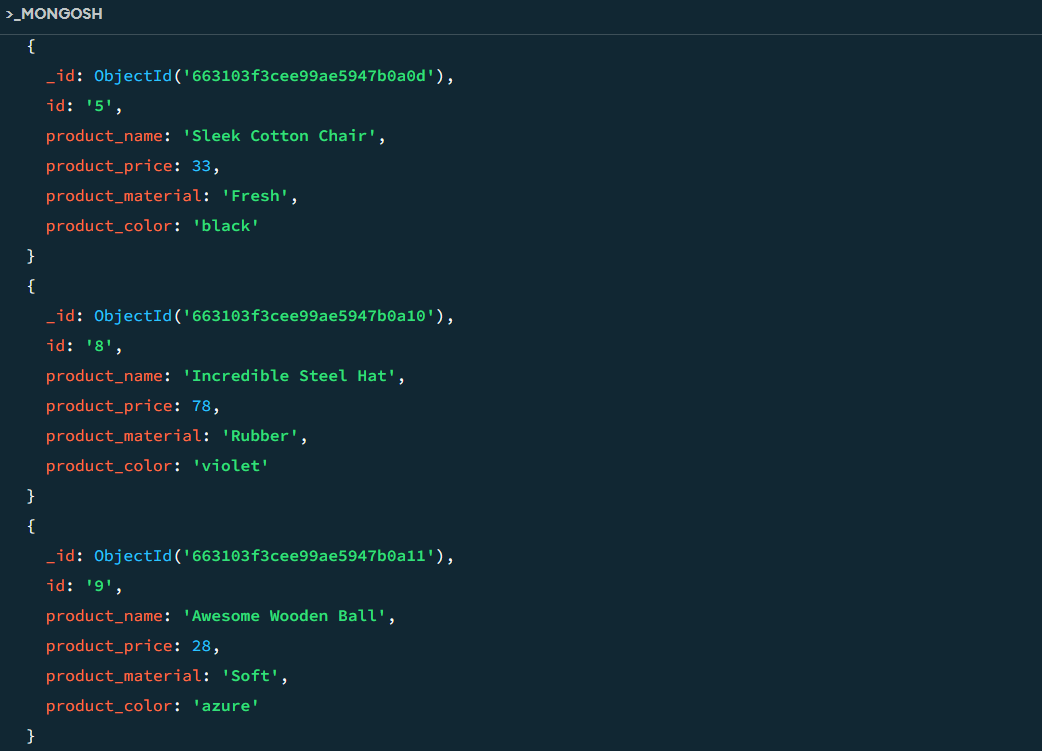 >_MONGOSH
{
_id: ObjectId('663103f3cee99ae5947b0a0d'),
id: '5',
product_name: 'Sleek Cotton Chair',
product_price: 33,
product_material: 'Fresh',
product_color: 'black'
}
{
_id: ObjectId('663103f3cee99ae5947b0a10'),
id: '8',
product_name: 'Incredible Steel Hat',
product_price: 78,
product_material: 'Rubber',
product_color: 'violet'
}
{
_id: ObjectId('663103f3cee99ae5947b0a11'),
id: '9',
product_name: 'Awesome Wooden Ball',
product_price: 28,
product_material: 'Soft',
product_color: 'azure'
}